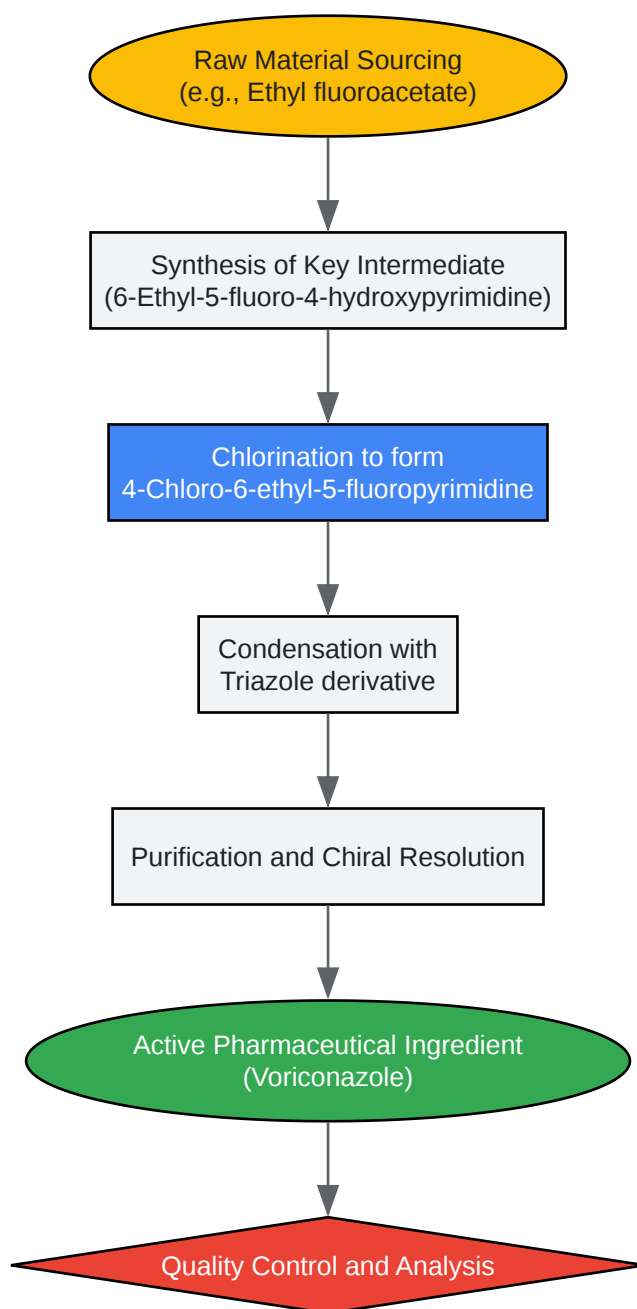 Raw Material Sourcing
(e.g., Ethyl fluoroacetate)
Synthesis of Key Intermediate
(6-Ethyl-5-fluoro-4-hydroxypyrimidine)
Chlorination to form
4-Chloro-6-ethyl-5-fluoropyrimidine
Condensation with
Triazole derivative
Purification and Chiral Resolution
Active Pharmaceutical Ingredient
(Voriconazole)
Quality Control and Analysis